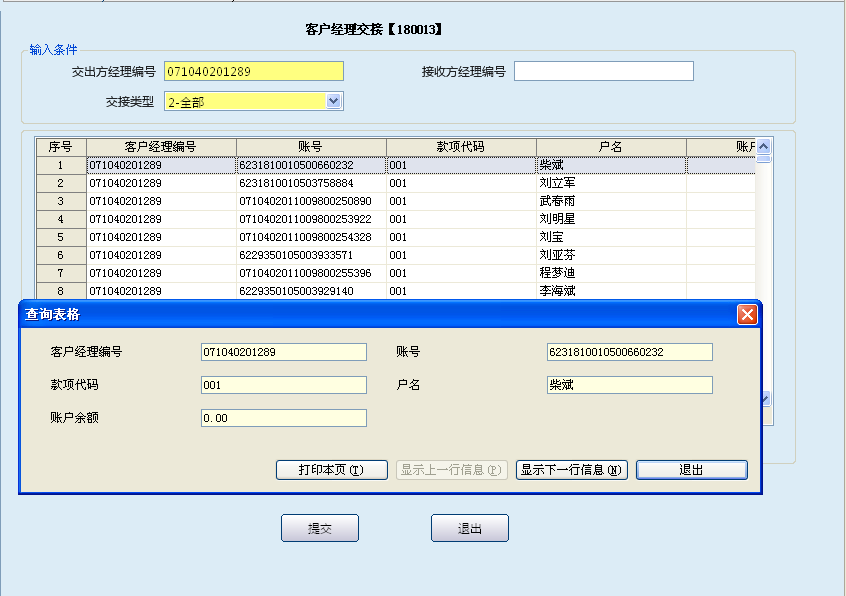 客户经理交接【180013】
输入条件
交出方经理编号 071040201289 接收方经理编号
交接类型 2-全部
序号 客户经理编号 账号 款项代码 户名 账户
1 071040201289 6231810010500660232 001 柴斌
2 071040201289 6231810010503758884 001 刘立军
3 071040201289 0710402011009800250890 001 武春雨
4 071040201289 0710402011009800253922 001 刘明星
5 071040201289 0710402011009800254328 001 刘宝
6 071040201289 6229350105003933571 001 刘亚芬
7 071040201289 0710402011009800255396 001 程梦迪
8 071040201289 6229350105003929140 001 李海斌
查询表格
客户经理编号 071040201289 账号 6231810010500660232
款项代码 001 户名 柴斌
账户余额 0.00
打印本页(T) 显示上一行信息(P) 显示下一行信息(N) 退出
提交 退出